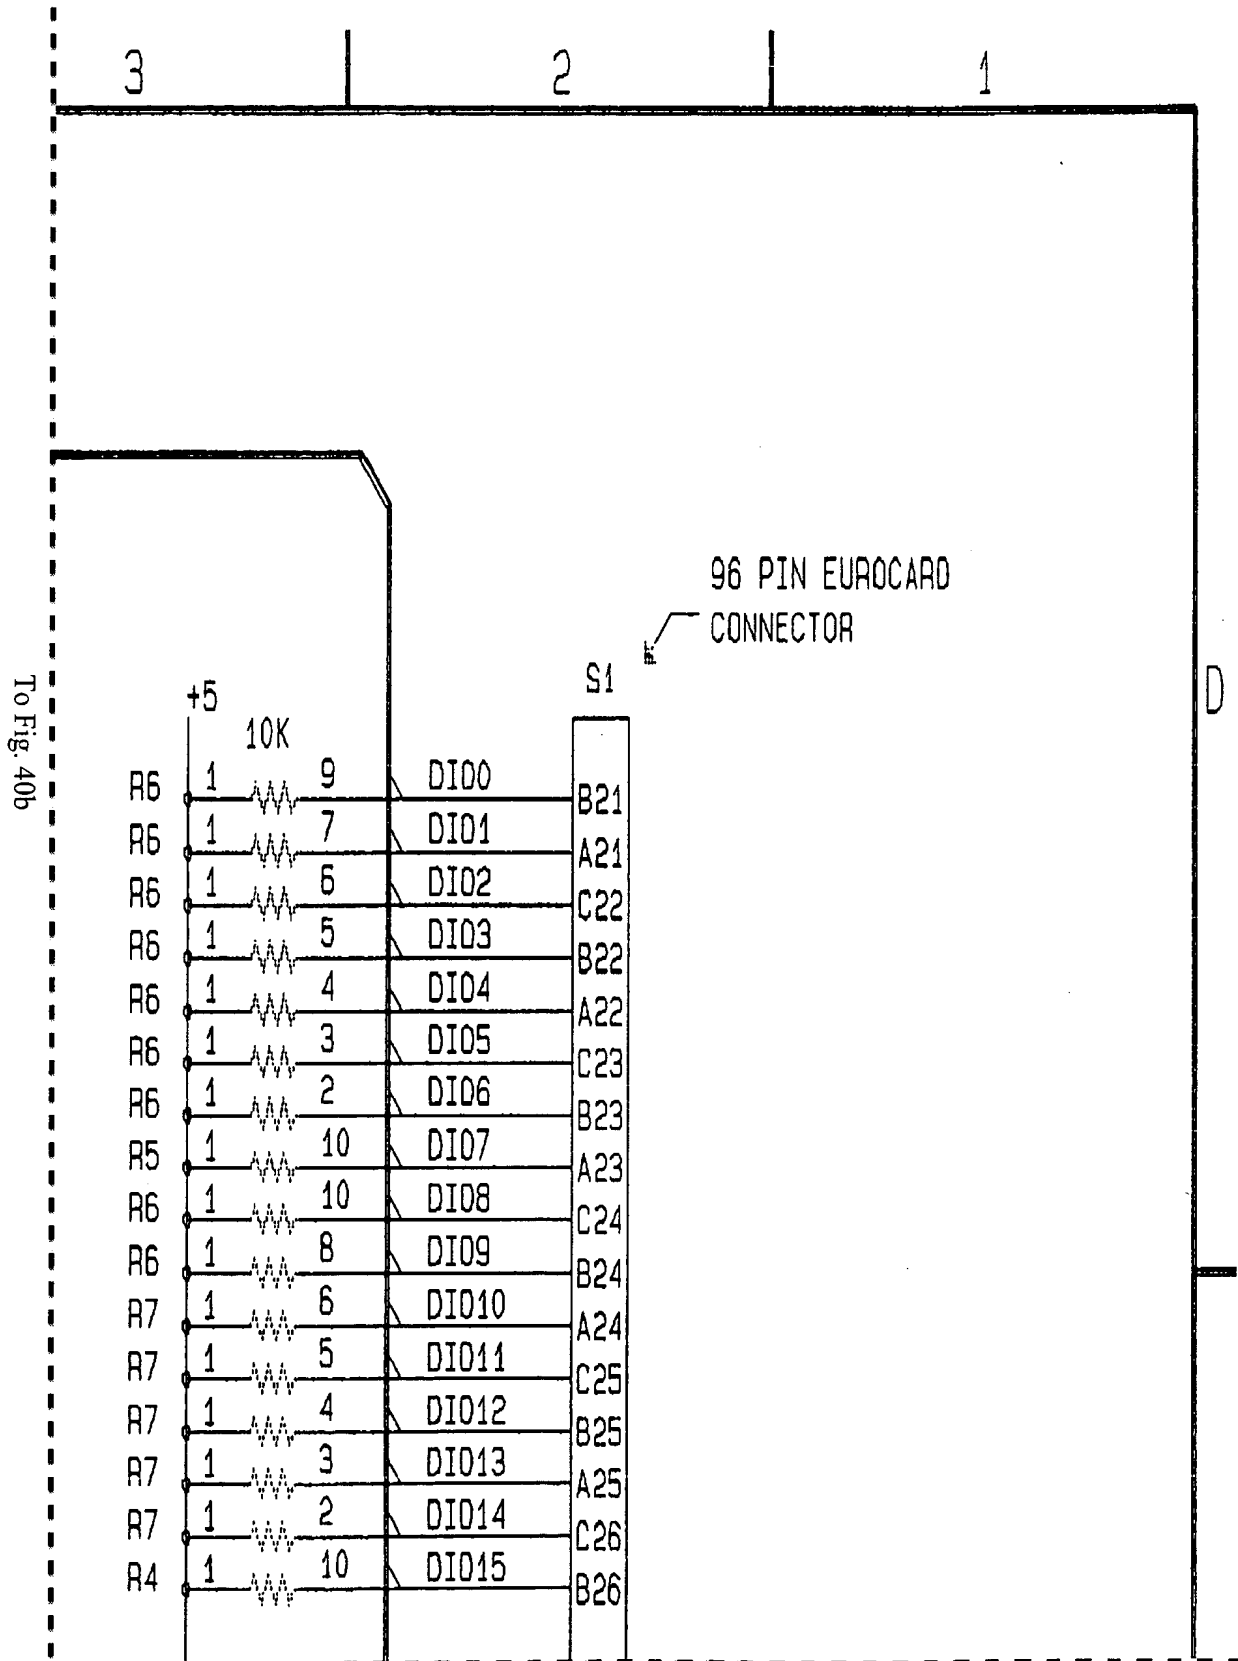 3 2 1
96 PIN EUROCARD
CONNECTOR
S1
D
To Fig. 40b
+5
10K
R6 1 9 DIO0 B21
R6 1 7 DIO1 A21
R6 1 6 DIO2 C22
R6 1 5 DIO3 B22
R6 1 4 DIO4 A22
R6 1 3 DIO5 C23
R6 1 2 DIO6 B23
R5 1 10 DIO7 A23
R6 1 10 DIO8 C24
R6 1 8 DIO9 B24
R7 1 6 DIO10 A24
R7 1 5 DIO11 C25
R7 1 4 DIO12 B25
R7 1 3 DIO13 A25
R7 1 2 DIO14 C26
R4 1 10 DIO15 B26